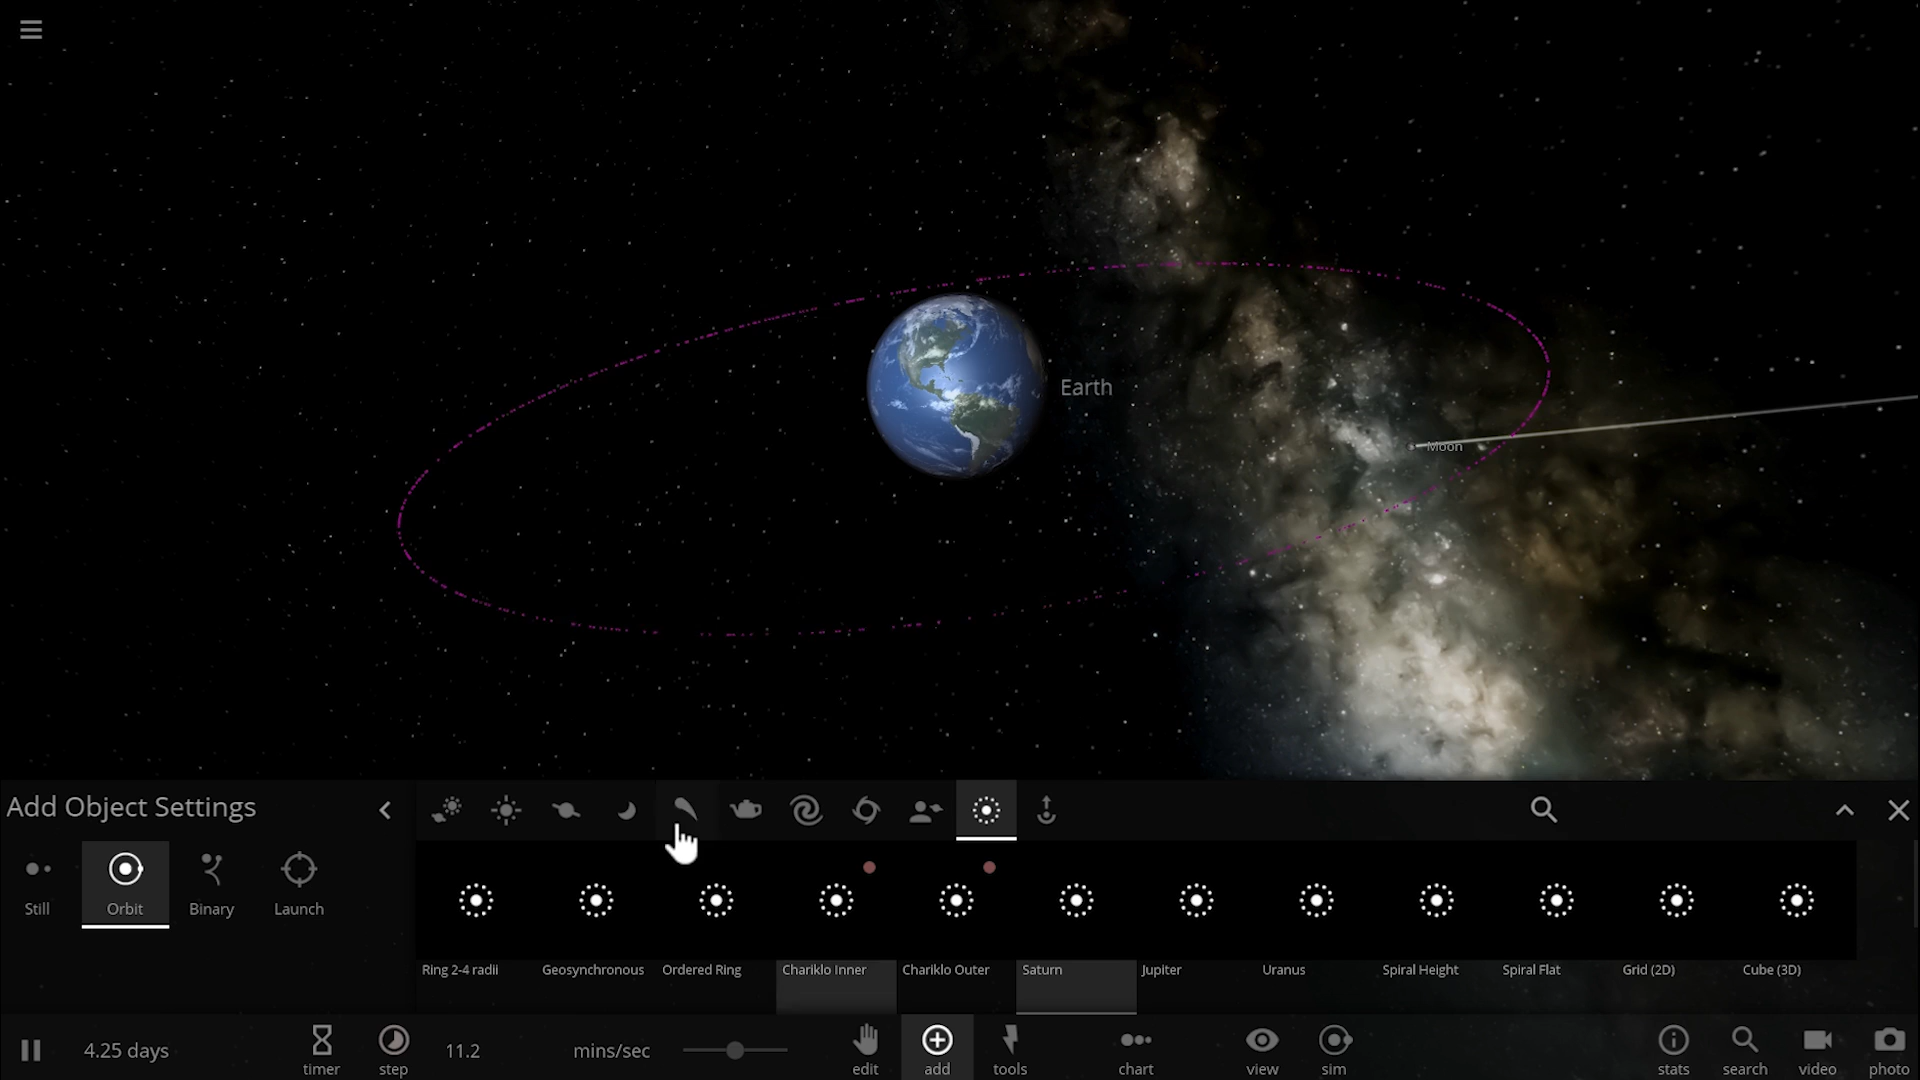 Earth
Moon
Add Object Settings
Still
Orbit
Binary
Launch
Ring 2-4 radii
Geosynchronous
Ordered Ring
Chariklo Inner
Chariklo Outer
Saturn
Jupiter
Uranus
Spiral Height
Spiral Flat
Grid (2D)
Cube (3D)
4.25 days
timer
step
11.2
mins/sec
edit
add
tools
chart
view
sim
stats
search
video
photo